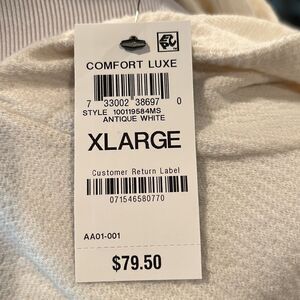 COMFORT LUXE
7 33002 38697 0
STYLE 100119584MS
ANTIQUE WHITE
XLARGE
Customer Return Label
071546580770
AA01-001
$79.50